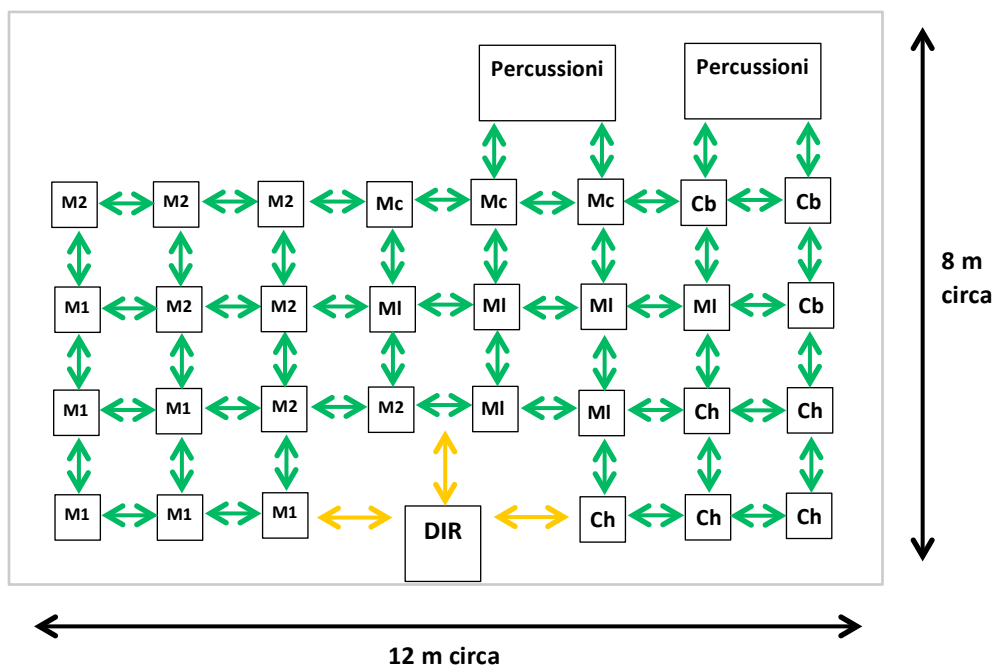 Percussioni Percussioni
M2 M2 M2 Mc Mc Mc Cb Cb
8 m
circa
M1 M2 M2 Ml Ml Ml Ml Cb
M1 M1 M2 M2 Ml Ml Ch Ch
M1 M1 M1 DIR Ch Ch Ch
12 m circa